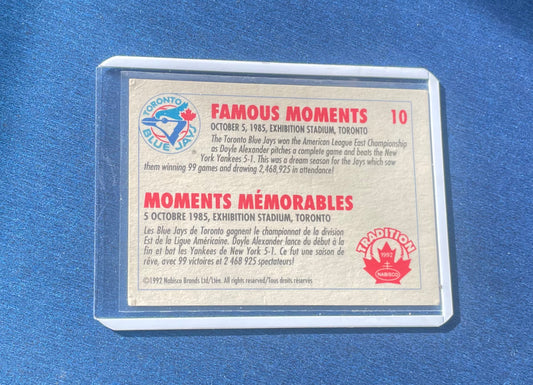 TORONTO
BLUE JAYS
FAMOUS MOMENTS 10
OCTOBER 5, 1985, EXHIBITION STADIUM, TORONTO
The Toronto Blue Jays won the American League East Championship
as Doyle Alexander pitches a complete game and beats the New
York Yankees 5-1. This was a dream season for the Jays which saw
them winning 99 games and drawing 2,468,925 in attendance!
MOMENTS MÉMORABLES
5 OCTOBRE 1985, EXHIBITION STADIUM, TORONTO
Les Blue Jays de Toronto gagnent le championnat de la division
Est de la Ligue Américaine. Doyle Alexander lance du début à la
fin et bat les Yankees de New York 5-1. Ce fut une saison de
rêve, avec 99 victoires et 2 468 925 spectateurs!
TRADITION
1992
NABISCO
©1992 Nabisco Brands Ltd/Ltée. All rights reserved/Tous droits réservés